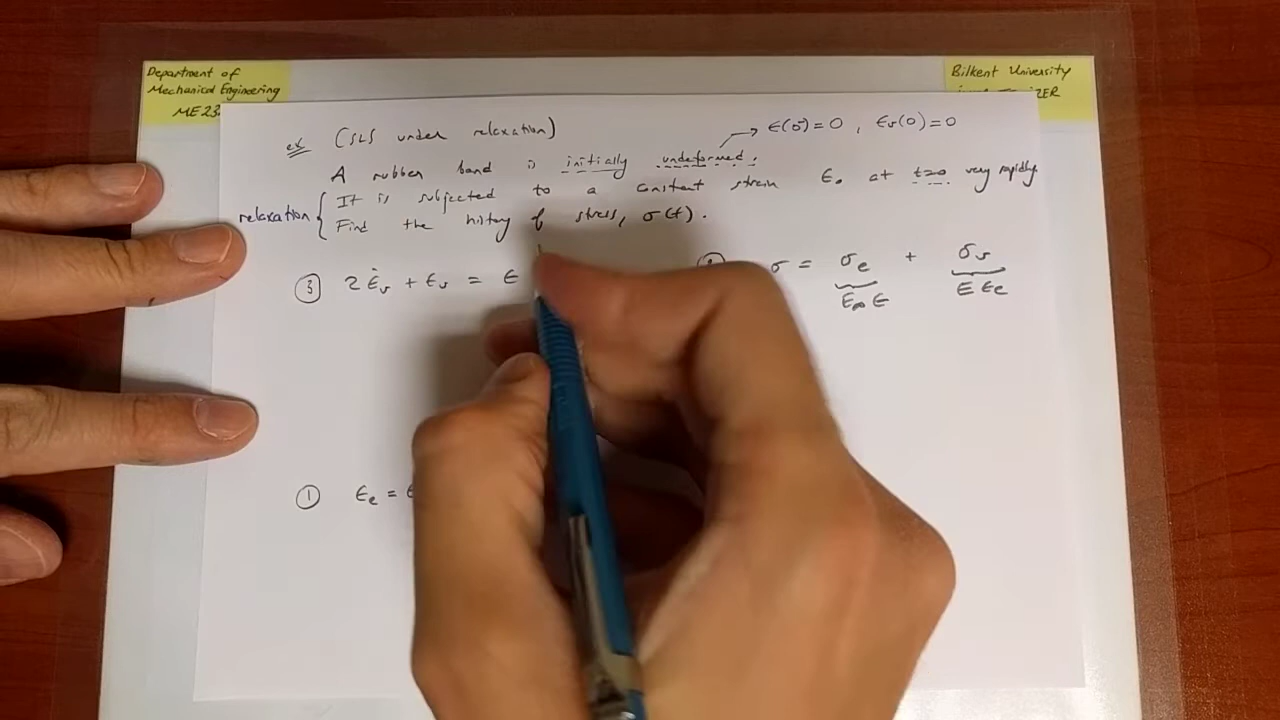 Department of
Mechanical Engineering
ME23
Bilkent University
ZER
ex (SLS under relaxation)
ϵ(0⁻)=0 , ϵᵥ(0)=0
A rubber band is initially undeformed.
It is subjected to a constant strain ϵ₀ at t=0 very rapidly
relaxation
Find the history of stress, σ(t).
③ 2ϵ̇ᵥ + ϵᵥ = ϵ
σ = σₑ + σᵥ
E∞ ϵ E ϵₑ
① ϵₑ =